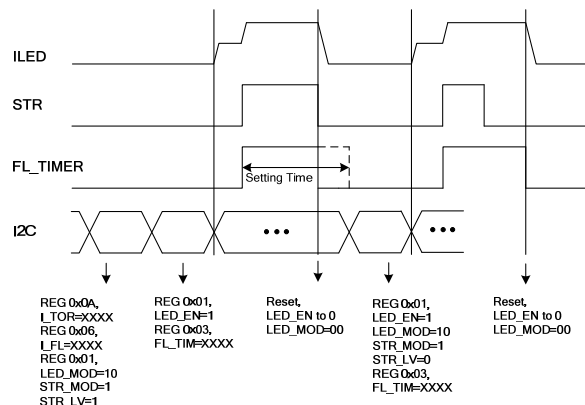 ILED
STR
FL_TIMER
Setting Time
I2C
•••
•••
REG 0x0A,
I_TOR=XXXX
REG 0x06,
I_FL=XXXX
REG 0x01,
LED_MOD=10
STR_MOD=1
STR_LV=1
REG 0x01,
LED_EN=1
REG 0x03,
FL_TIM=XXXX
Reset,
LED_EN to 0
LED_MOD=00
REG 0x01,
LED_EN=1
LED_MOD=10
STR_MOD=1
STR_LV=0
REG 0x03,
FL_TIM=XXXX
Reset,
LED_EN to 0
LED_MOD=00